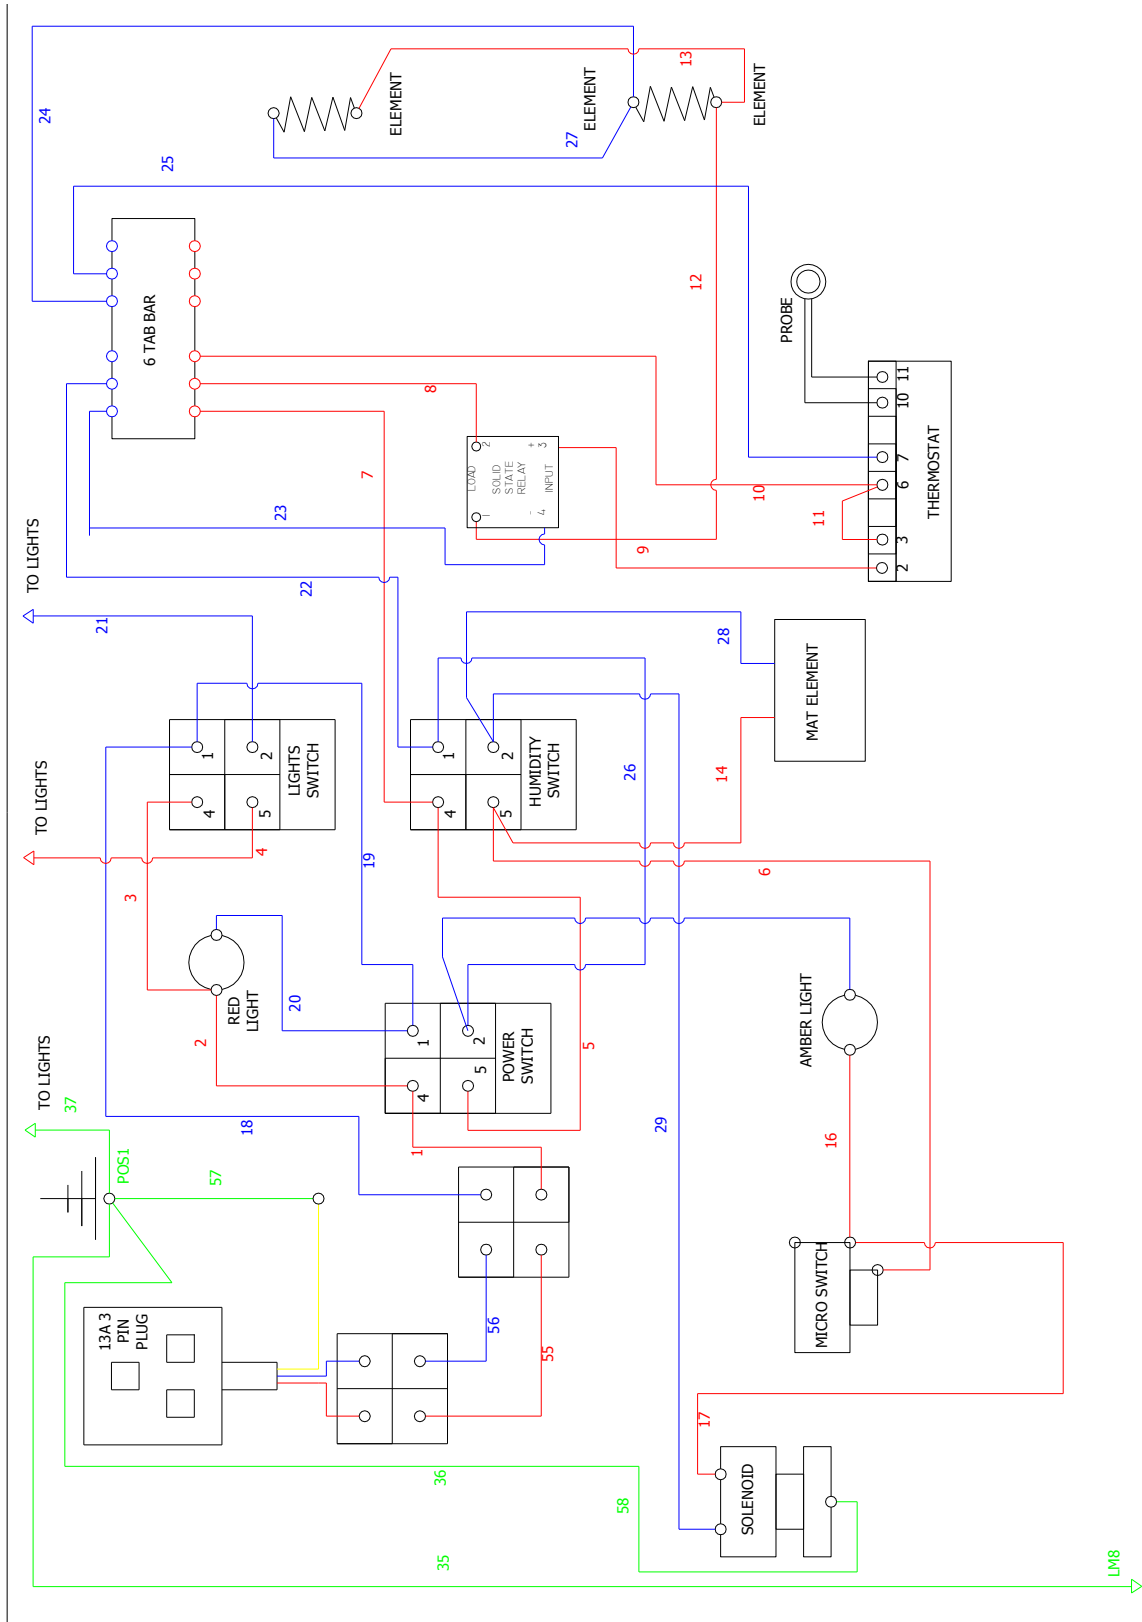 24
25
ELEMENT
ELEMENT
13
ELEMENT
27
6 TAB BAR
12
PROBE
8
7
LOAD
2
1
SOLID
STATE
RELAY
INPUT
+
3
-
4
10
9
11
2
3
6
7
10
11
THERMOSTAT
TO LIGHTS
23
22
21
1
2
4
5
LIGHTS
SWITCH
1
2
4
5
HUMIDITY
SWITCH
28
MAT ELEMENT
14
26
TO LIGHTS
4
3
19
6
RED
LIGHT
20
2
1
2
4
5
POWER
SWITCH
5
AMBER LIGHT
TO LIGHTS
37
POS1
57
18
1
29
16
MICRO SWITCH
13A 3
PIN
PLUG
56
55
17
36
58
35
SOLENOID
LM8